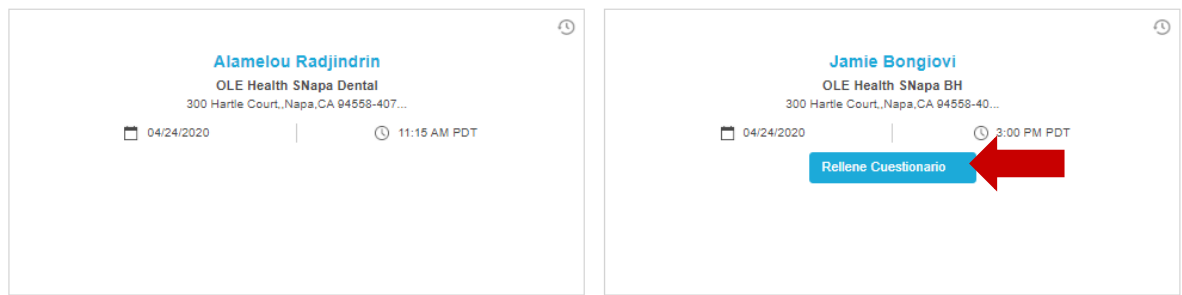 Alamelou Radjindrin
OLE Health SNapa Dental
300 Hartle Court,,Napa,CA 94558-407...
04/24/2020
11:15 AM PDT
Jamie Bongiovi
OLE Health SNapa BH
300 Hartle Court,,Napa,CA 94558-40...
04/24/2020
3:00 PM PDT
Rellene Cuestionario